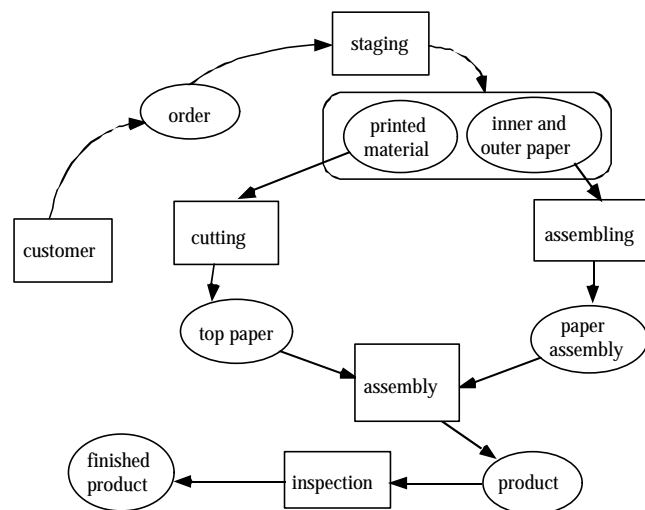 staging
order
printed
material
inner and
outer paper
customer
cutting
assembling
top paper
paper
assembly
assembly
finished
product
inspection
product